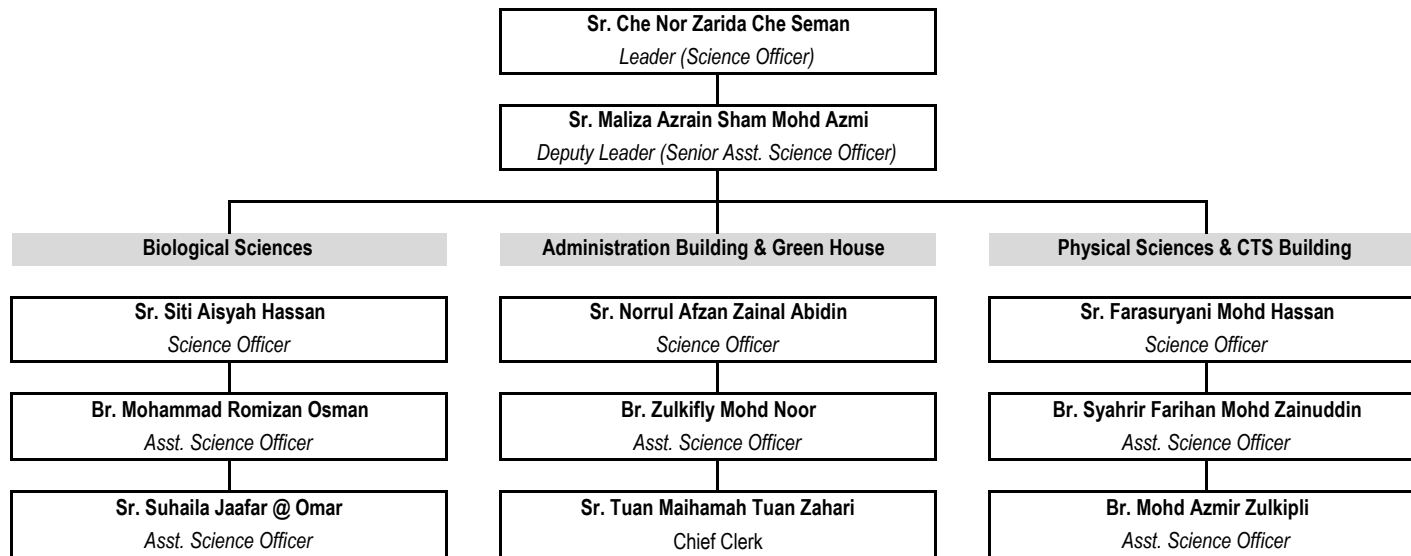 Sr. Che Nor Zarida Che Seman
Leader (Science Officer)
Sr. Maliza Azrain Sham Mohd Azmi
Deputy Leader (Senior Asst. Science Officer)
Biological Sciences
Sr. Siti Aisyah Hassan
Science Officer
Br. Mohammad Romizan Osman
Asst. Science Officer
Sr. Suhaila Jaafar @ Omar
Asst. Science Officer
Administration Building & Green House
Sr. Norrul Afzan Zainal Abidin
Science Officer
Br. Zulkifly Mohd Noor
Asst. Science Officer
Sr. Tuan Maihamah Tuan Zahari
Chief Clerk
Physical Sciences & CTS Building
Sr. Farasuryani Mohd Hassan
Science Officer
Br. Syahrir Farihan Mohd Zainuddin
Asst. Science Officer
Br. Mohd Azmir Zulkipli
Asst. Science Officer